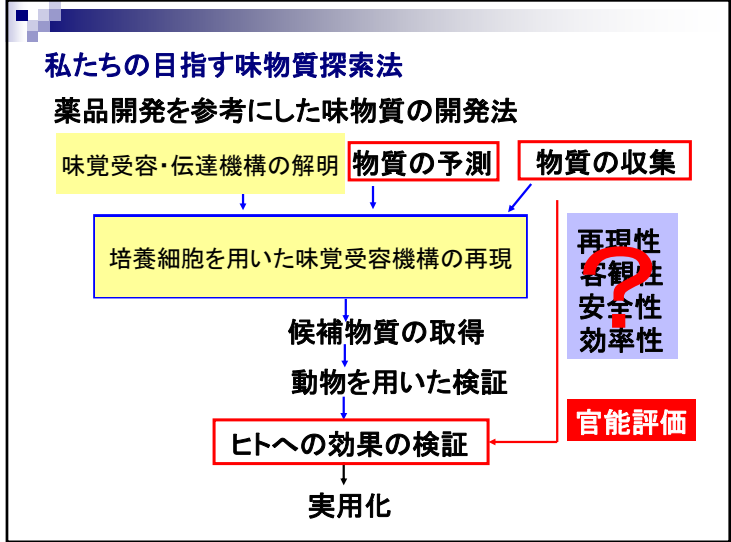 私たちの目指す味物質探索法
薬品開発を参考にした味物質の開発法
味覚受容・伝達機構の解明
物質の予測
物質の収集
培養細胞を用いた味覚受容機構の再現
再現性
客観性
安全性
効率性
?
候補物質の取得
動物を用いた検証
官能評価
ヒトへの効果の検証
実用化